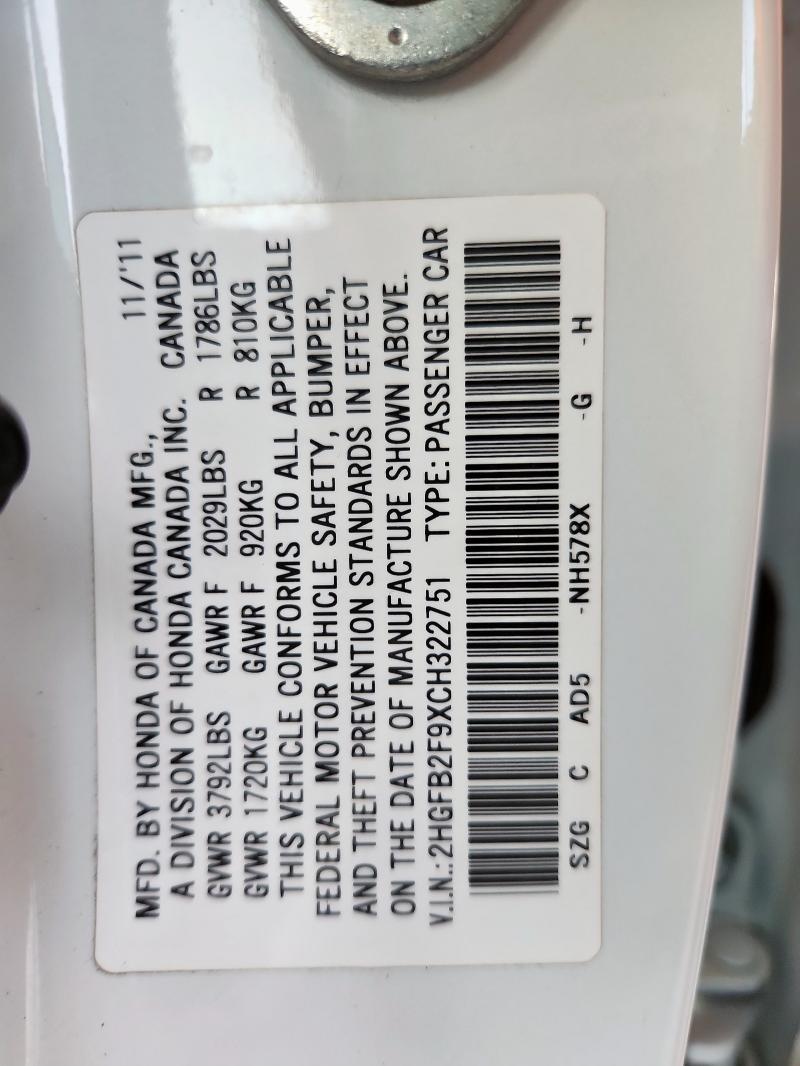 MFD. BY HONDA OF CANADA MFG., 11/'11
A DIVISION OF HONDA CANADA INC. CANADA
GVWR 3792LBS GAWR F 2029LBS R 1786LBS
GVWR 1720KG GAWR F 920KG R 810KG
THIS VEHICLE CONFORMS TO ALL APPLICABLE
FEDERAL MOTOR VEHICLE SAFETY, BUMPER,
AND THEFT PREVENTION STANDARDS IN EFFECT
ON THE DATE OF MANUFACTURE SHOWN ABOVE.
V.I.N.: 2HGFB2F9XCH322751 TYPE: PASSENGER CAR
SZG C AD5 -NH578X -G -H